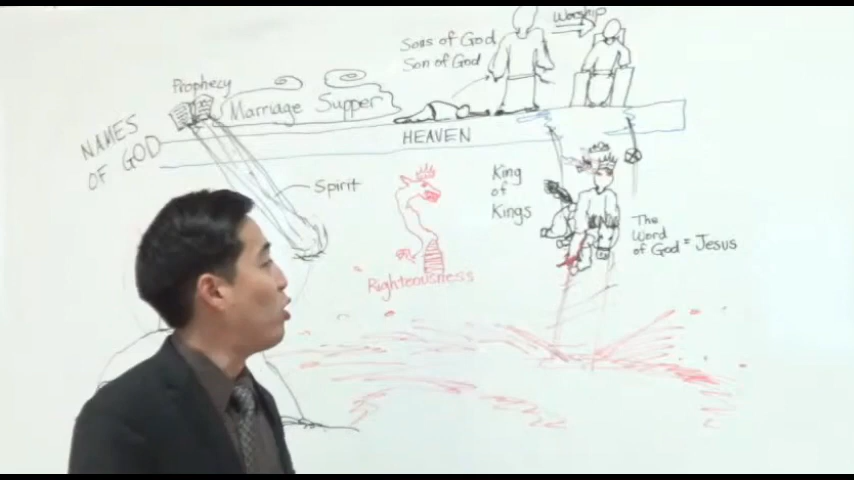 Worship
Sons of God
Son of God
Prophecy
Marriage Supper
NAMES
OF GOD
HEAVEN
Spirit
King
of
Kings
The
Word
of God = Jesus
Righteousness